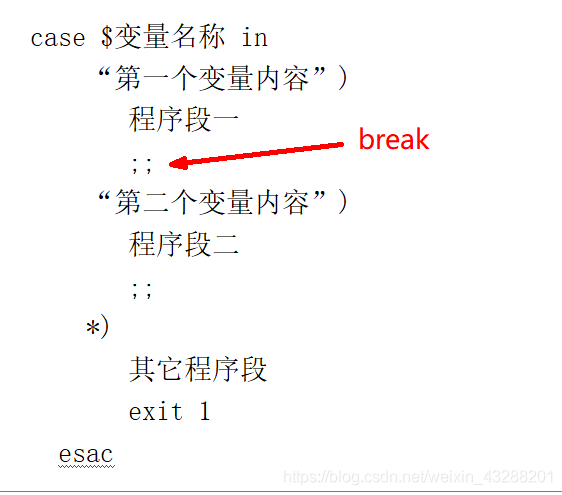 case $变量名称 in
“第一个变量内容”)
程序段一
;;
break
“第二个变量内容”)
程序段二
;;
*)
其它程序段
exit 1
esac
https://blog.csdn.net/weixin_43288201